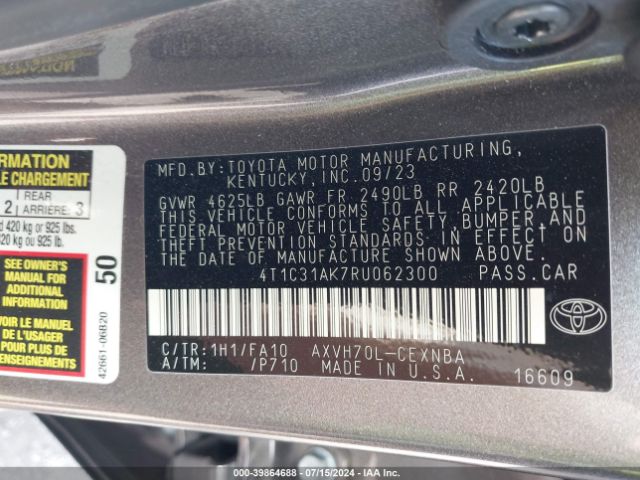 RMATION
E CHARGEMENT
2
REAR
ARRIÈRE
3
d 420 kg or 925 lbs.
420 kg ou 925 lb.
SEE OWNER'S
MANUAL FOR
ADDITIONAL
INFORMATION
VOIR LE MANUEL
DE L'USAGER
POUR PLUS DE
RENSEIGNEMENTS
50
42661-06B20
MFD.BY:TOYOTA MOTOR MANUFACTURING,
KENTUCKY,INC.09/23
GVWR 4625LB GAWR FR 2490LB RR 2420LB
THIS VEHICLE CONFORMS TO ALL APPLICABLE
FEDERAL MOTOR VEHICLE SAFETY, BUMPER,AND
THEFT PREVENTION STANDARDS IN EFFECT ON
THE DATE OF MANUFACTURE SHOWN ABOVE.
4T1C31AK7RU062300 PASS.CAR
C/TR:1H1/FA10 AXVH70L-CEXNBA
A/TM: /P710 MADE IN U.S.A.
16609
TOYOTA
000-39864688 07/15/2024 IAA Inc.